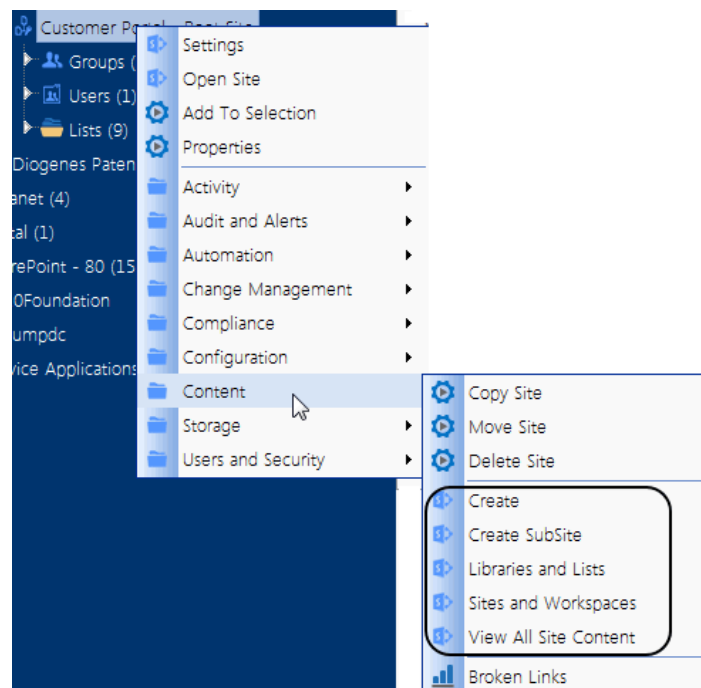 Customer Portal - Root Site
Groups (
Users (1)
Lists (9)
Diogenes Paten
anet (4)
tal (1)
rePoint - 80 (15
0Foundation
umpdc
vice Applications
Settings
Open Site
Add To Selection
Properties
Activity
Audit and Alerts
Automation
Change Management
Compliance
Configuration
Content
Storage
Users and Security
Copy Site
Move Site
Delete Site
Create
Create SubSite
Libraries and Lists
Sites and Workspaces
View All Site Content
Broken Links